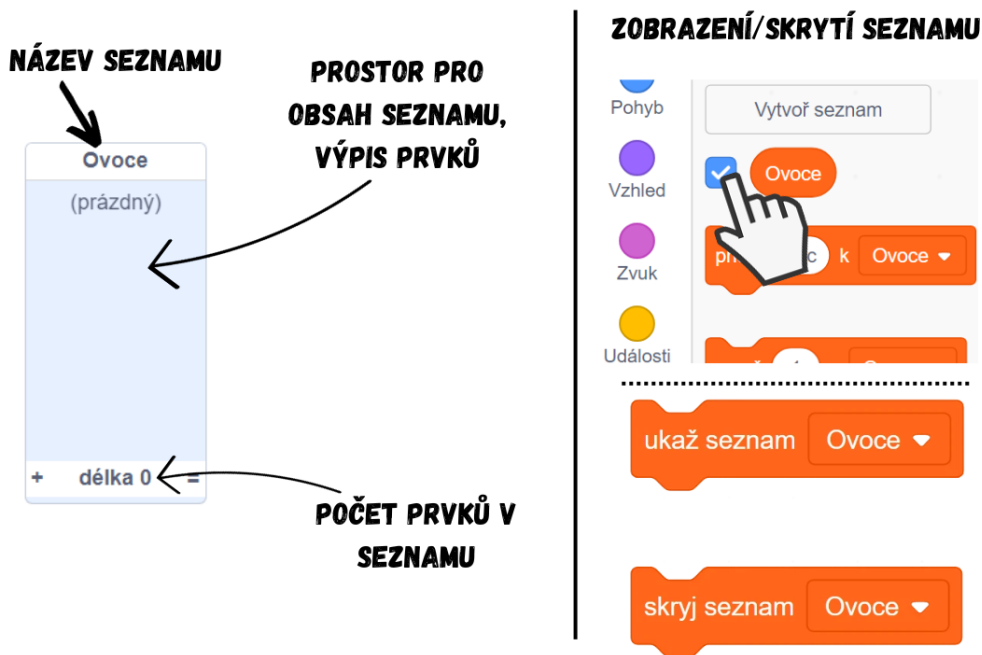 NÁZEV SEZNAMU
PROSTOR PRO
OBSAH SEZNAMU,
VÝPIS PRVKŮ
Ovoce
(prázdný)
+ délka 0 =
POČET PRVKŮ V
SEZNAMU
ZOBRAZENÍ/SKRYTÍ SEZNAMU
Pohyb
Vytvoř seznam
Vzhled
Ovoce
Zvuk
k Ovoce
Události
ukaž seznam Ovoce
skryj seznam Ovoce